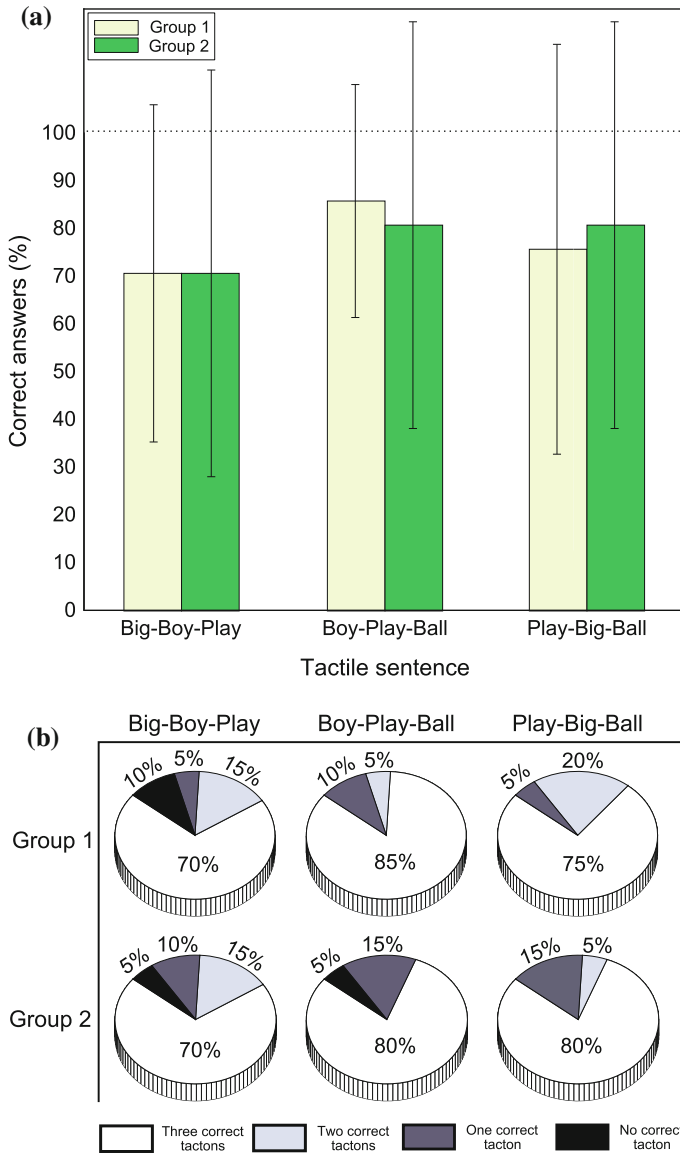 (a)
Group 1
Group 2
100
90
80
70
60
50
40
30
20
10
0
Correct answers (%)
Big-Boy-Play Boy-Play-Ball Play-Big-Ball
Tactile sentence
(b)
Big-Boy-Play Boy-Play-Ball Play-Big-Ball
Group 1
10% 5% 15% 70%
10% 5% 85%
5% 20% 75%
Group 2
5% 10% 15% 70%
5% 15% 80%
15% 5% 80%
Three correct tactons
Two correct tactons
One correct tacton
No correct tacton